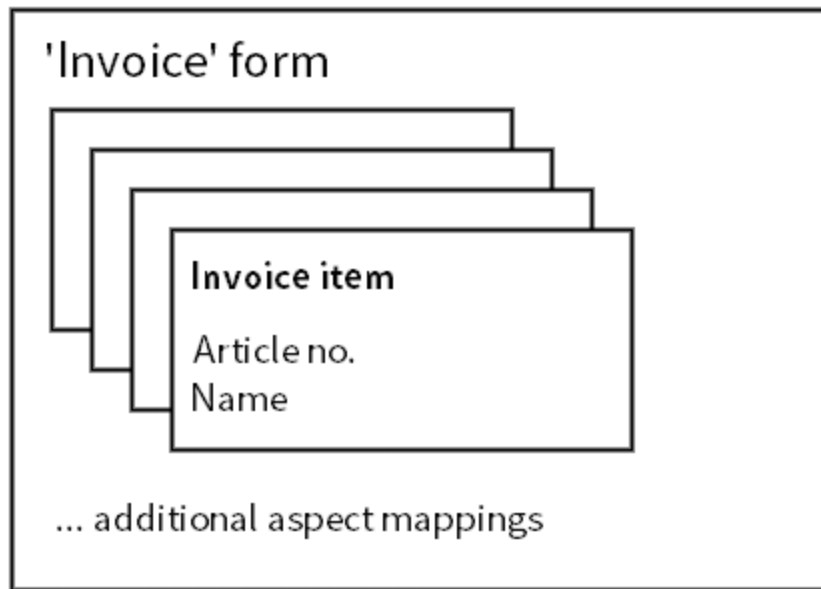 'Invoice' form
Invoice item
Article no.
Name
... additional aspect mappings